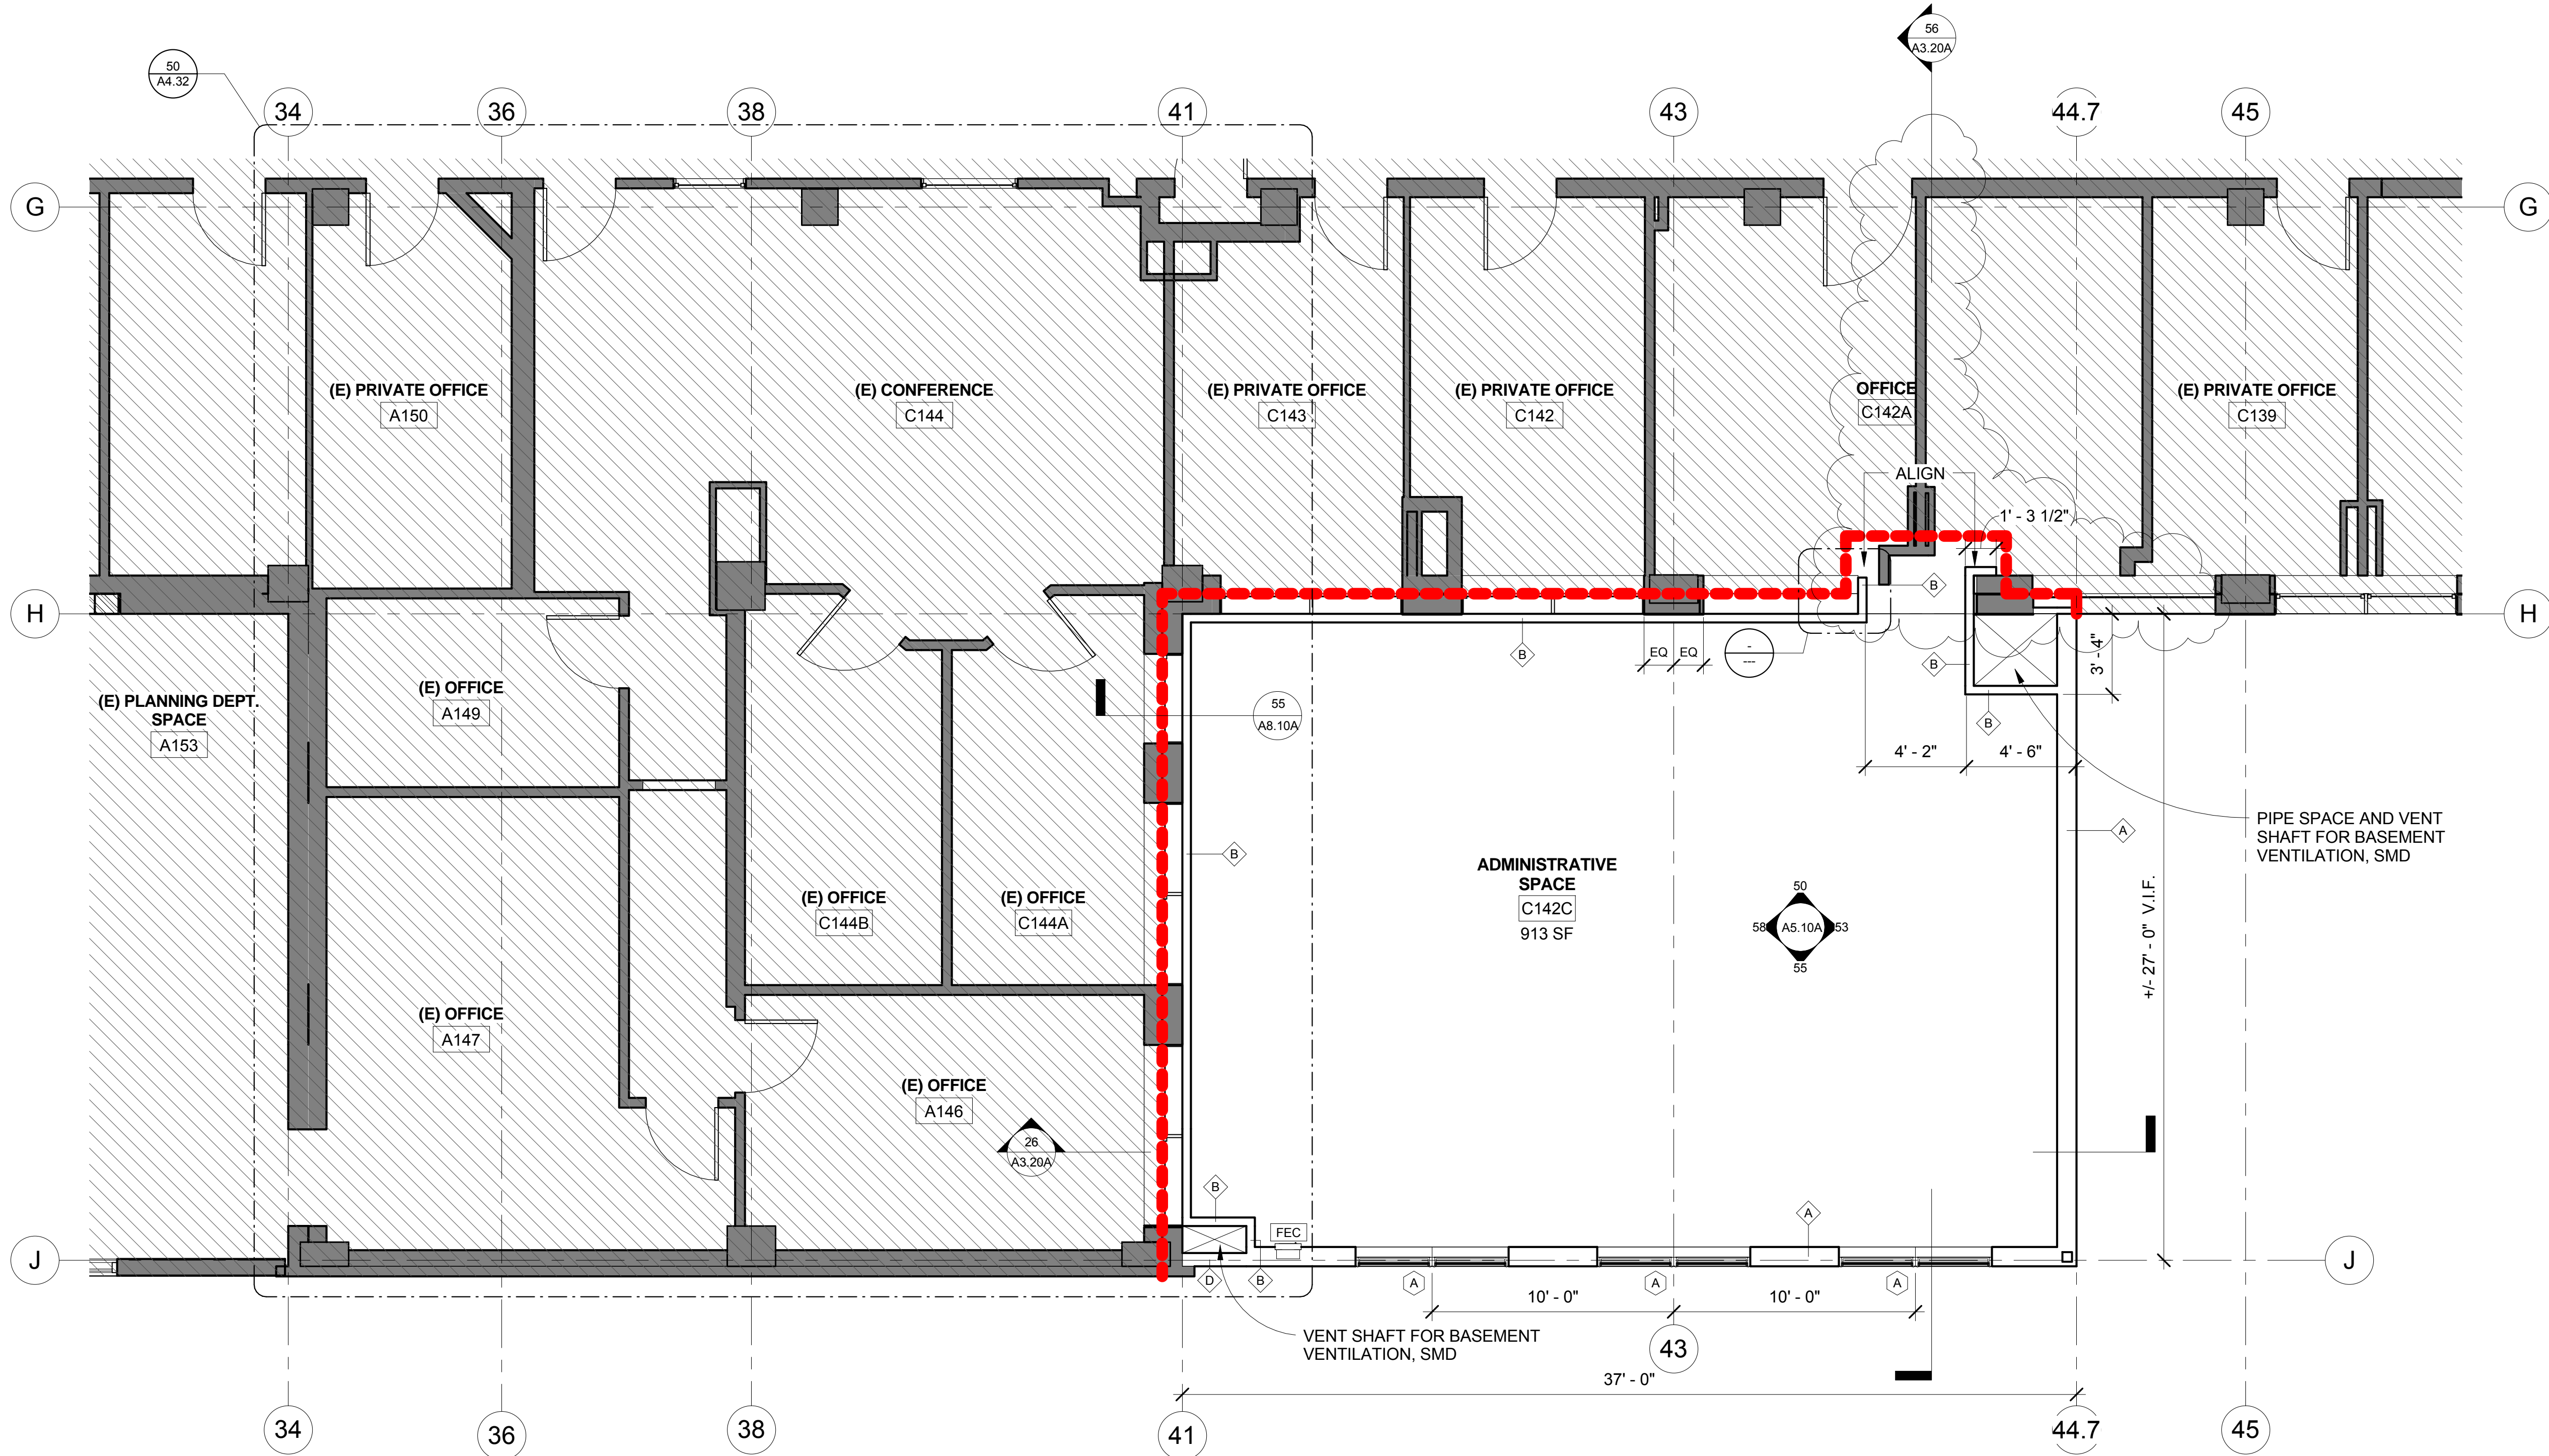 56
A3.20A
50
A4.32
34
36
38
41
43
44.7
45
G
G
(E) PRIVATE OFFICE
A150
(E) CONFERENCE
C144
(E) PRIVATE OFFICE
C143
(E) PRIVATE OFFICE
C142
OFFICE
C142A
(E) PRIVATE OFFICE
C139
ALIGN
1' - 3 1/2"
B
H
H
EQ
EQ
-
---
B
B
3' - 4"
(E) OFFICE
A149
(E) PLANNING DEPT.
SPACE
A153
55
A8.10A
B
4' - 2"
4' - 6"
PIPE SPACE AND VENT
SHAFT FOR BASEMENT
VENTILATION, SMD
A
B
ADMINISTRATIVE
SPACE
C142C
913 SF
50
58
A5.10A
53
55
+/- 27' - 0" V.I.F.
(E) OFFICE
C144B
(E) OFFICE
C144A
(E) OFFICE
A147
(E) OFFICE
A146
26
A3.20A
B
FEC
A
J
J
D
B
A
A
A
10' - 0"
10' - 0"
VENT SHAFT FOR BASEMENT
VENTILATION, SMD
43
37' - 0"
34
36
38
41
44.7
45